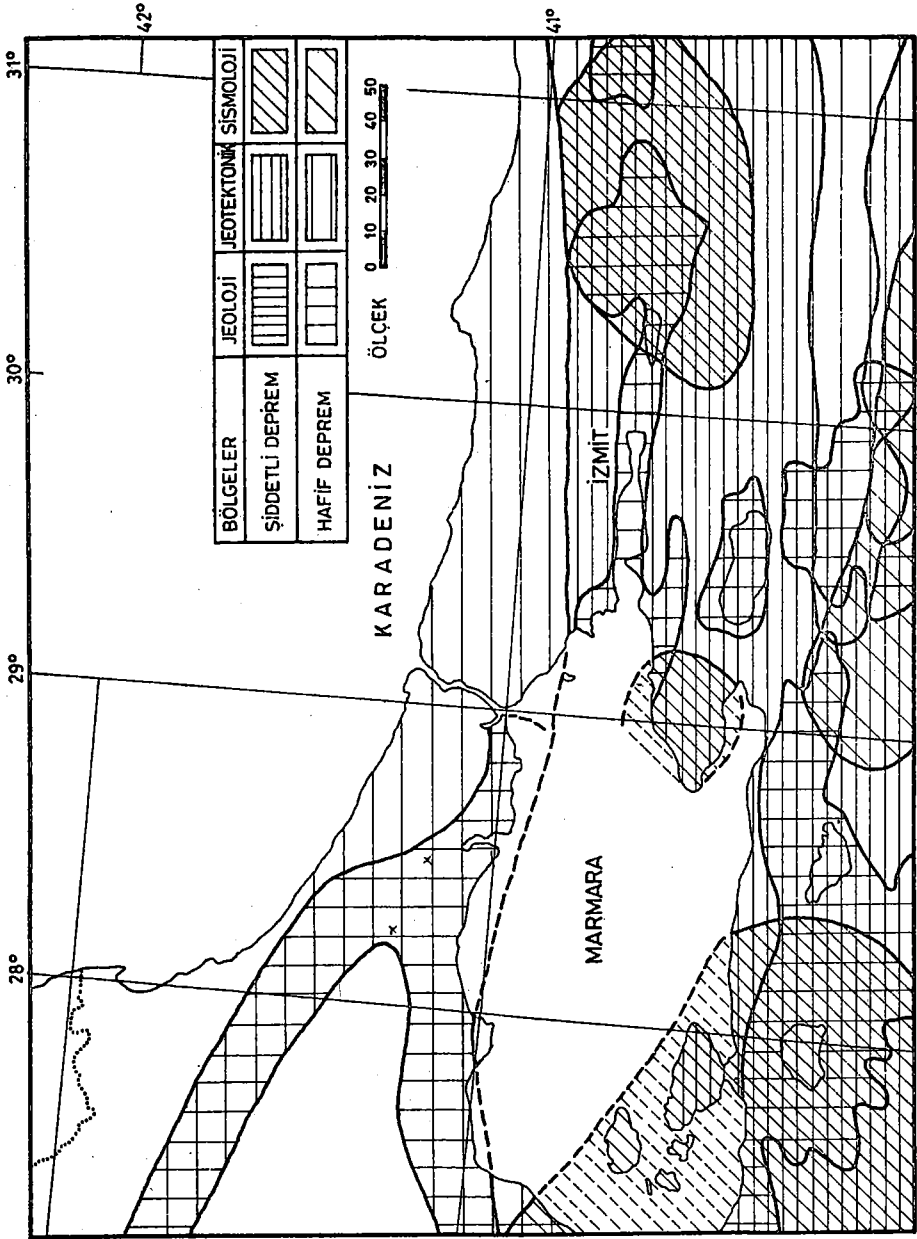 31°
30°
29°
28°
42°
41°
BÖLGELER JEOLOJİ JEOTEKTONİK SİSMOLOJİ
ŞİDDETLİ DEPREM
HAFİF DEPREM
ÖLÇEK 0 10 20 30 40 50
KARADENİZ
İZMİT
MARMARA
x
x